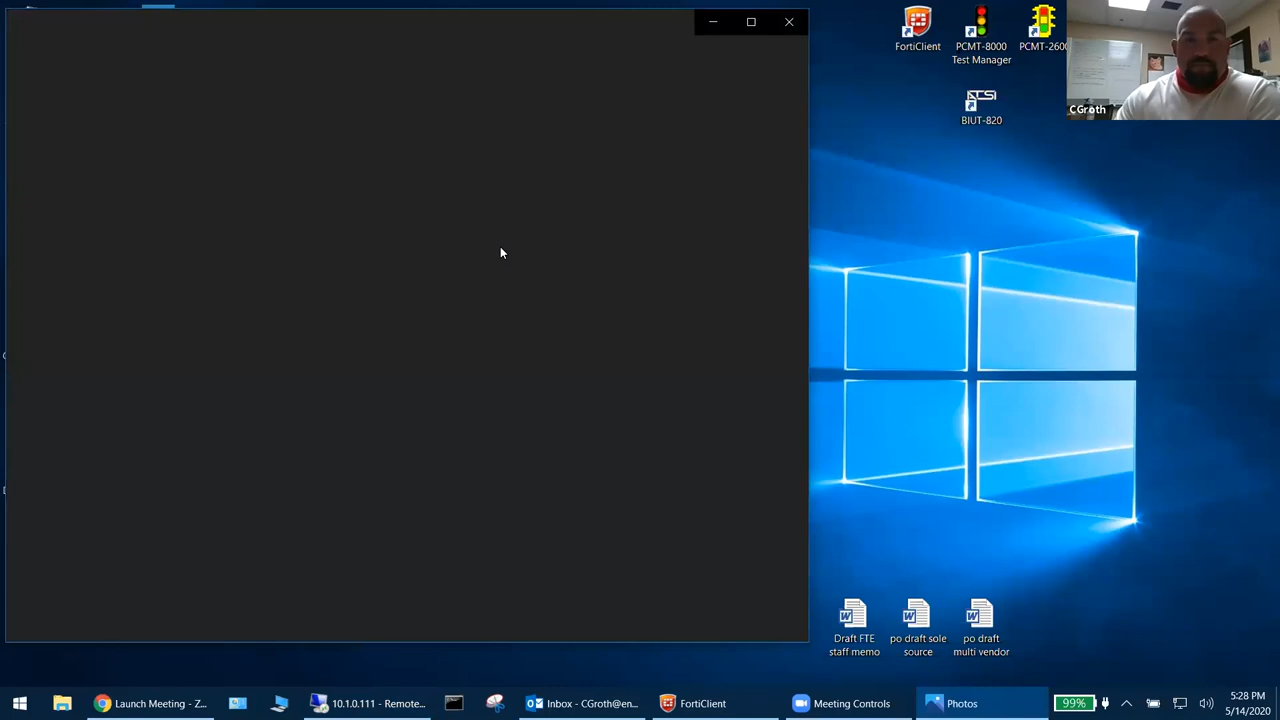 FortiClient
PCMT-8000
Test Manager
PCMT-2600
CGroth
ATSI
BIUT-820
Draft FTE
staff memo
po draft sole
source
po draft
multi vendor
Launch Meeting - Z...
10.1.0.111 - Remote...
Inbox - CGroth@en...
FortiClient
Meeting Controls
Photos
99%
5:28 PM
5/14/2020